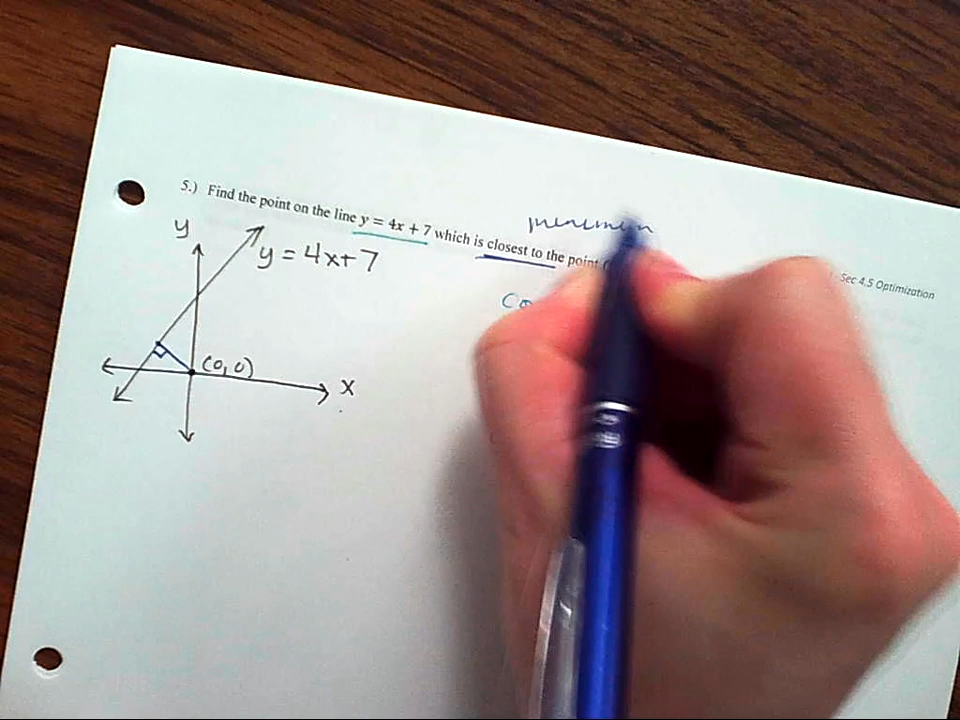 Sec 4.5 Optimization
5.) Find the point on the line y = 4x + 7 which is closest to the point (
y
y = 4x+7
(0,0)
x